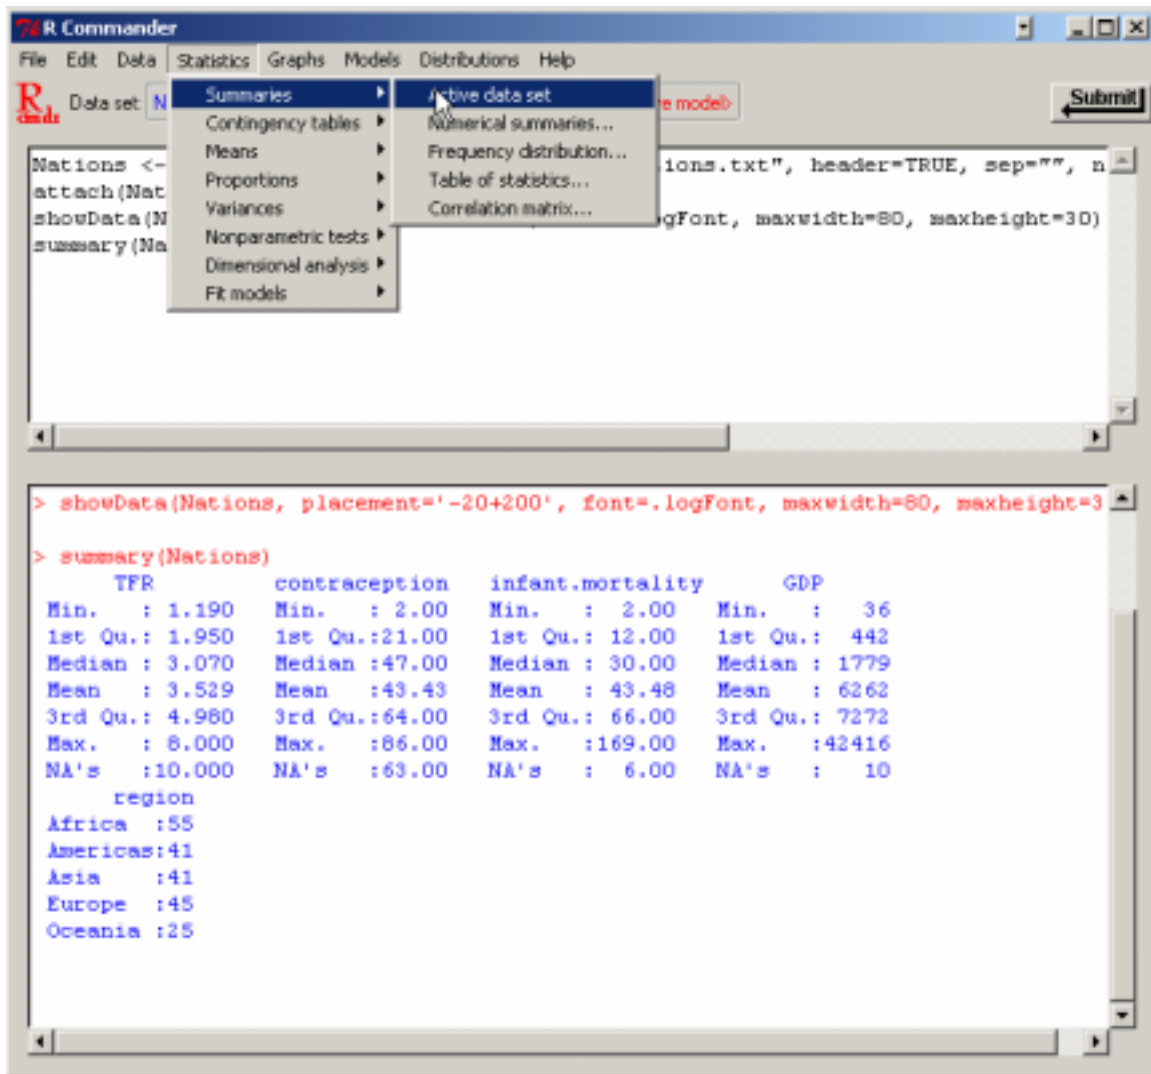 R Commander
File Edit Data Statistics Graphs Models Distributions Help
R cmdr Data set: N e model> Submit
Summaries
Contingency tables
Means
Proportions
Variances
Nonparametric tests
Dimensional analysis
Fit models
Active data set
Numerical summaries...
Frequency distribution...
Table of statistics...
Correlation matrix...
Nations <- ions.txt", header=TRUE, sep="", n
attach(Nat
showData(N gFont, maxwidth=80, maxheight=30)
summary(Na
> showData(Nations, placement='-20+200', font=.logFont, maxwidth=80, maxheight=3
> summary(Nations)
TFR contraception infant.mortality GDP
Min. : 1.190 Min. : 2.00 Min. : 2.00 Min. : 36
1st Qu.: 1.950 1st Qu.:21.00 1st Qu.: 12.00 1st Qu.: 442
Median : 3.070 Median :47.00 Median : 30.00 Median : 1779
Mean : 3.529 Mean :43.43 Mean : 43.48 Mean : 6262
3rd Qu.: 4.980 3rd Qu.:64.00 3rd Qu.: 66.00 3rd Qu.: 7272
Max. : 8.000 Max. :86.00 Max. :169.00 Max. :42416
NA's :10.000 NA's :63.00 NA's : 6.00 NA's : 10
region
Africa :55
Americas:41
Asia :41
Europe :45
Oceania :25